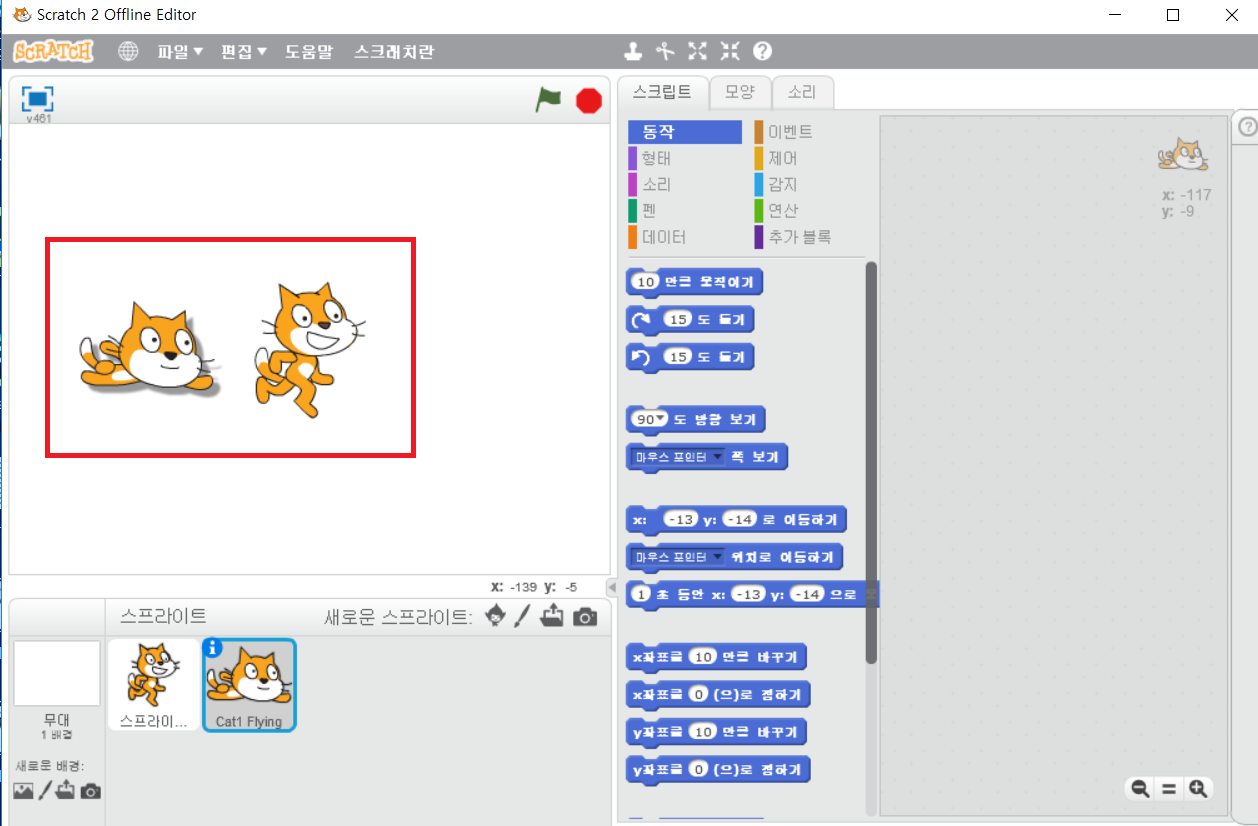 Scratch 2 Offline Editor
SCRATCH 파일▼ 편집▼ 도움말 스크래치란
v461
스크립트 모양 소리
동작 이벤트
형태 제어
소리 감지
펜 연산
데이터 추가 블록
x: -117
y: -9
10 만큼 움직이기
15 도 돌기
15 도 돌기
90▼ 도 방향 보기
마우스 포인터 쪽 보기
x: -13 y: -14 로 이동하기
마우스 포인터 위치로 이동하기
1 초 동안 x: -13 y: -14 으로
x좌표를 10 만큼 바꾸기
x좌표를 0 (으)로 정하기
y좌표를 10 만큼 바꾸기
y좌표를 0 (으)로 정하기
X: -139 y: -5
스프라이트 새로운 스프라이트:
스프라이... Cat1 Flying
무대
1 배경
새로운 배경: